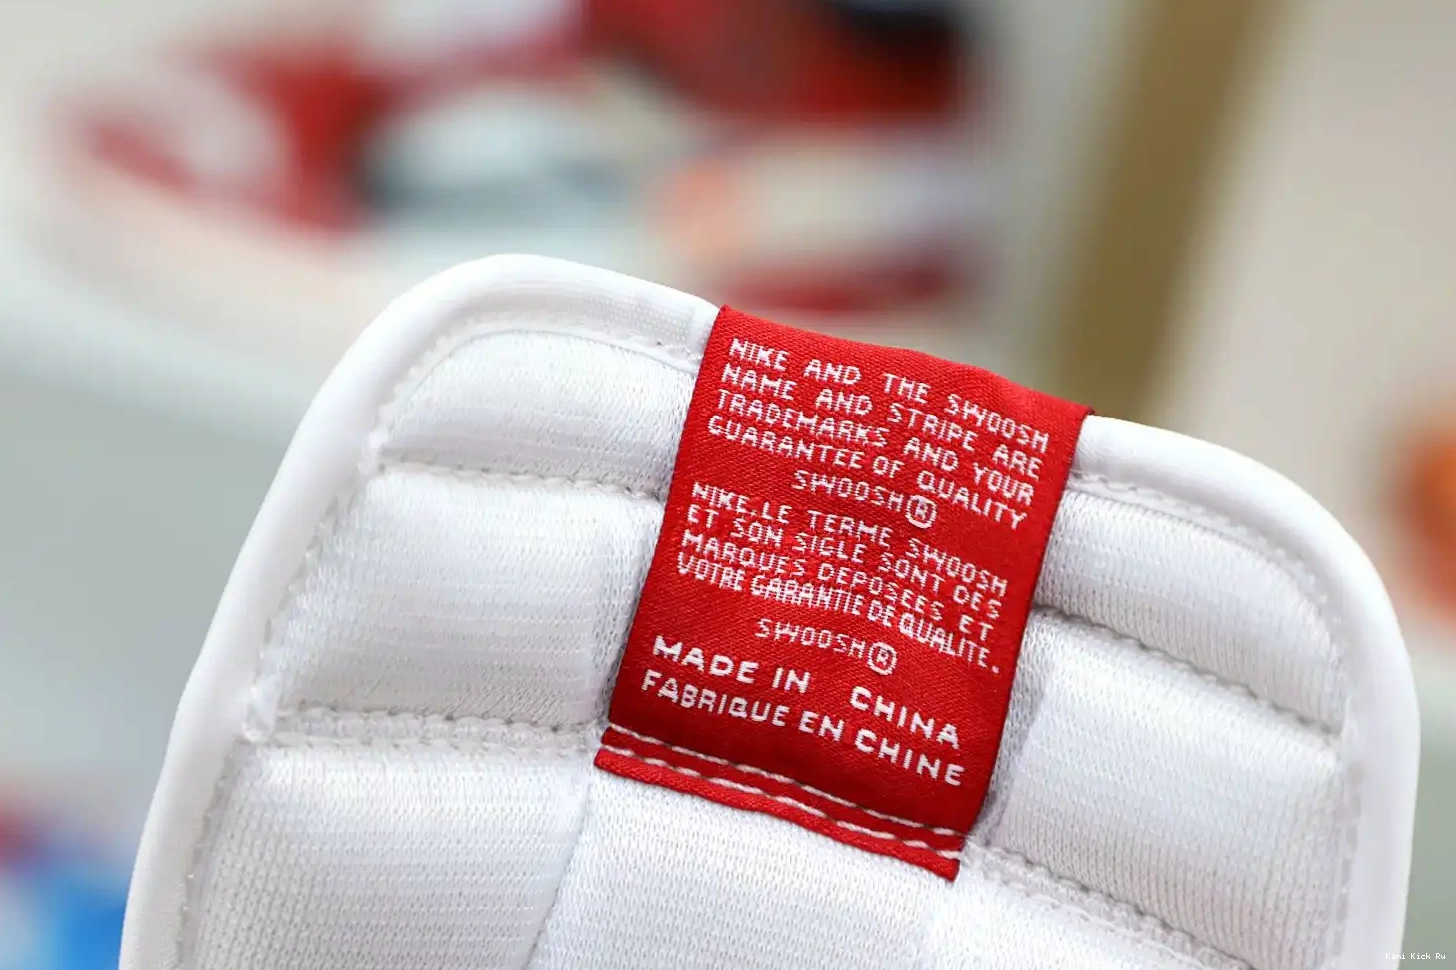 NIKE AND THE SWOOSH
NAME AND STRIPE ARE
TRADEMARKS AND YOUR
GUARANTEE OF QUALITY
SWOOSH®
NIKE.LE TERME SWOOSH
ET SON SIGLE SONT DES
MARQUES DEPOSEES ET
VOTRE GARANTIE DE QUALITE.
SWOOSH®
MADE IN CHINA
FABRIQUE EN CHINE
Kimi Kick Ru